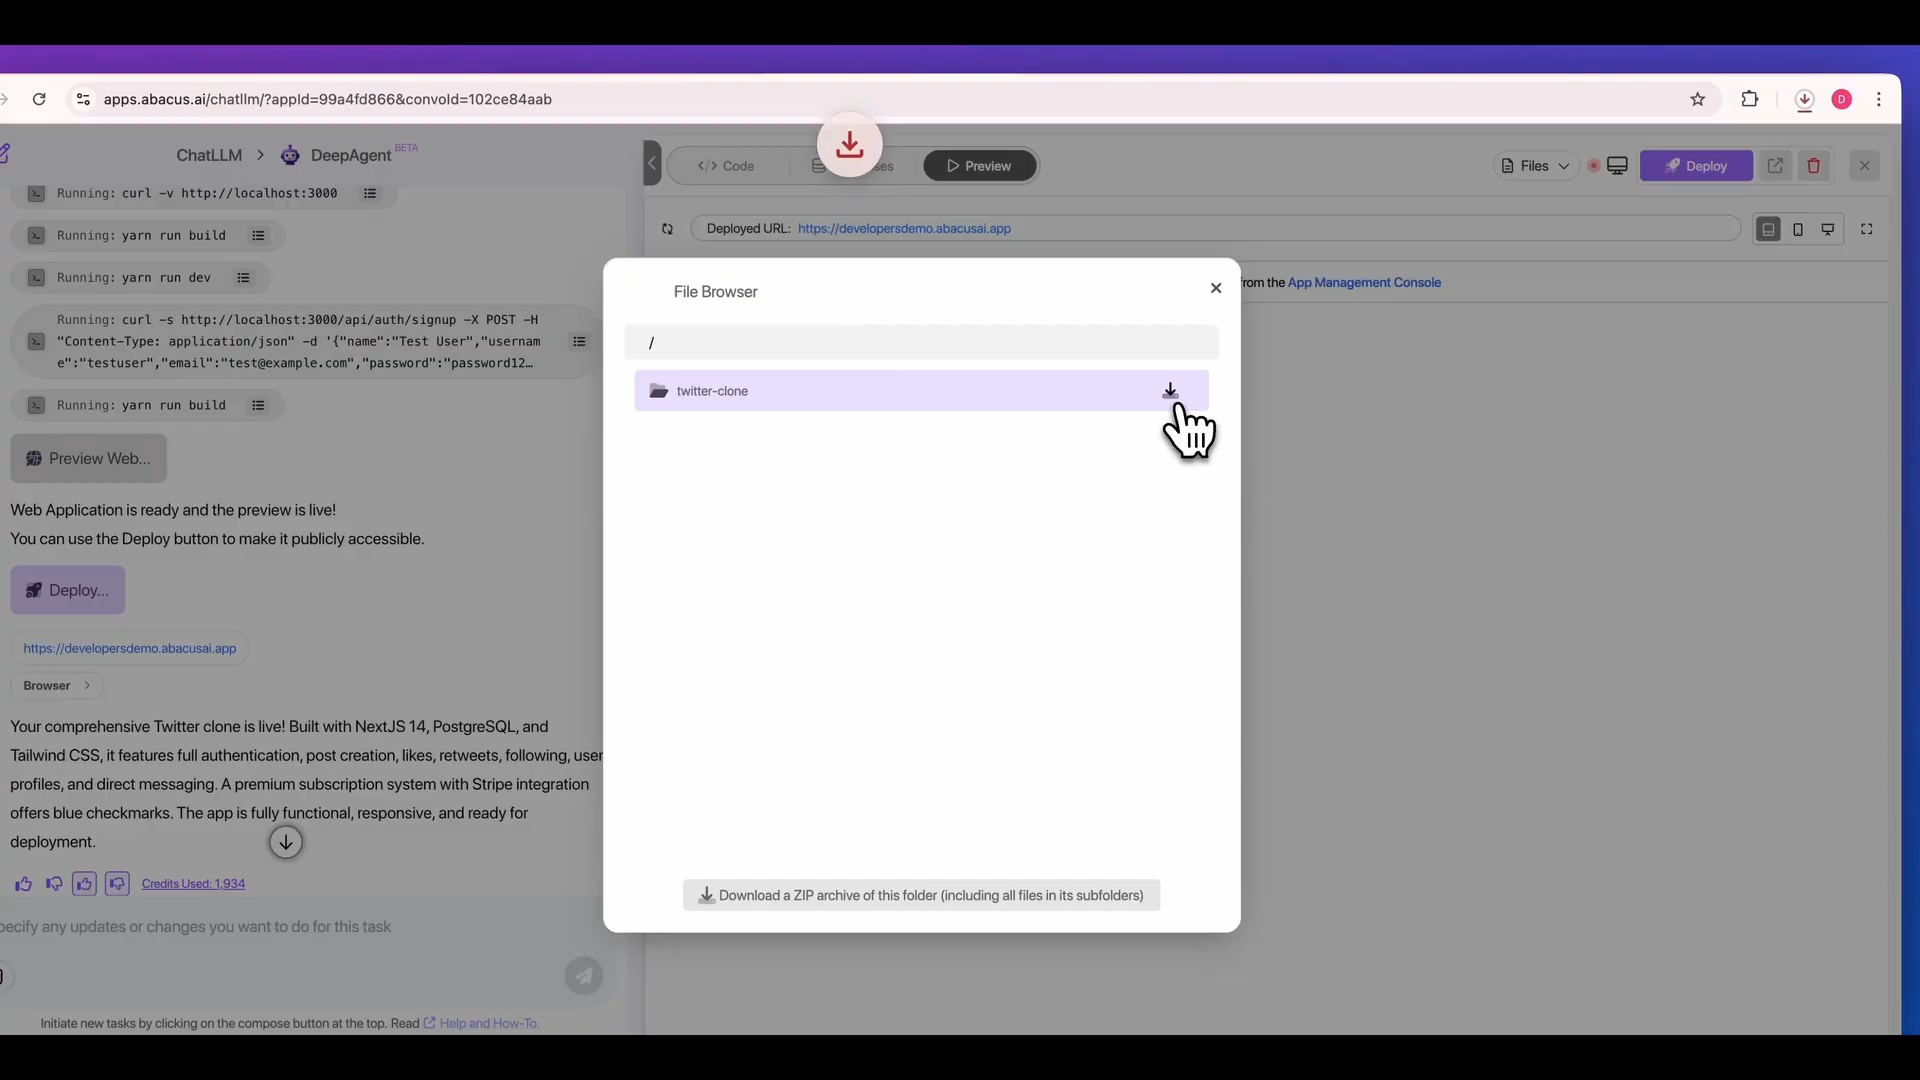 apps.abacus.ai/chatllm/?appId=99a4fd866&convoId=102ce84aab
D
ChatLLM > DeepAgent BETA
Running: curl -v http://localhost:3000
Running: yarn run build
Running: yarn run dev
Running: curl -s http://localhost:3000/api/auth/signup -X POST -H
"Content-Type: application/json" -d '{"name":"Test User","usernam
e":"testuser","email":"test@example.com","password":"password12…
Running: yarn run build
Preview Web...
Web Application is ready and the preview is live!
You can use the Deploy button to make it publicly accessible.
Deploy...
https://developersdemo.abacusai.app
Browser >
Your comprehensive Twitter clone is live! Built with NextJS 14, PostgreSQL, and
Tailwind CSS, it features full authentication, post creation, likes, retweets, following, user
profiles, and direct messaging. A premium subscription system with Stripe integration
offers blue checkmarks. The app is fully functional, responsive, and ready for
deployment.
Credits Used: 1,934
ecify any updates or changes you want to do for this task
Initiate new tasks by clicking on the compose button at the top. Read Help and How-To.
</> Code
Preview
Files
Deploy
Deployed URL: https://developersdemo.abacusai.app
rom the App Management Console
File Browser
/
twitter-clone
Download a ZIP archive of this folder (including all files in its subfolders)